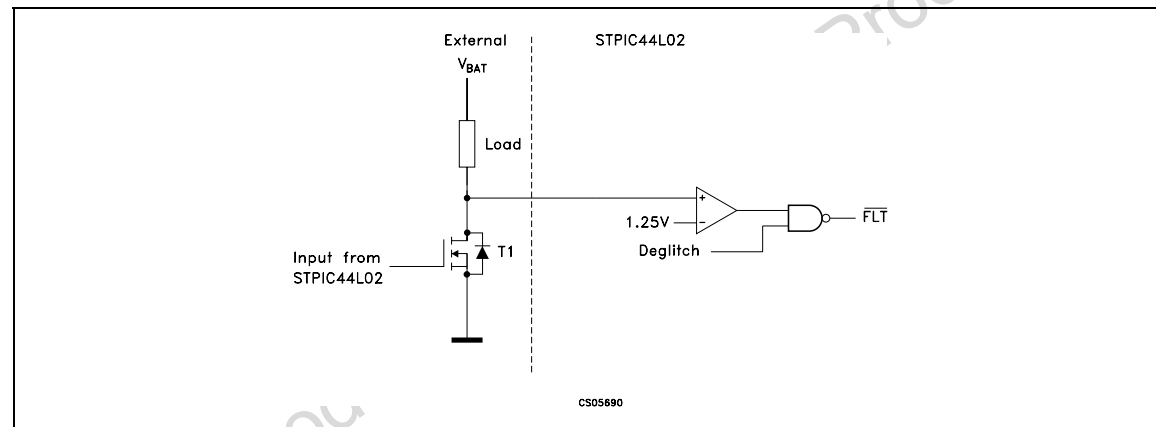 External
STPIC44L02
VBAT
Load
+
1.25V
-
FLT
Deglitch
T1
Input from
STPIC44L02
CS05690